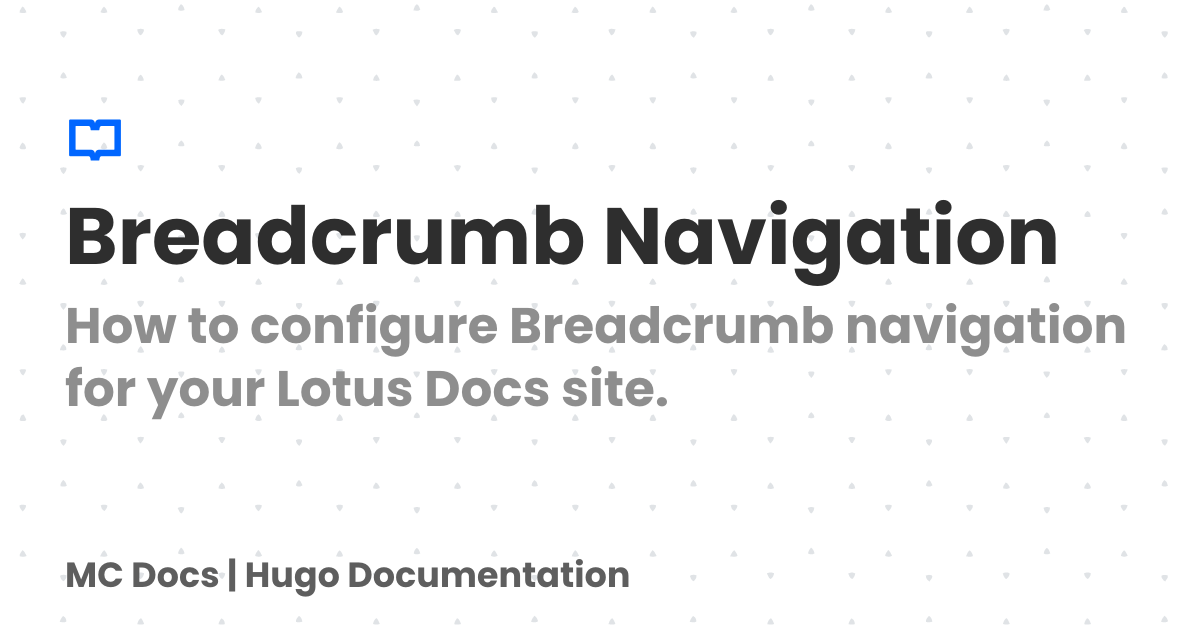 Breadcrumb Navigation
How to configure Breadcrumb navigation
for your Lotus Docs site.
MC Docs | Hugo Documentation